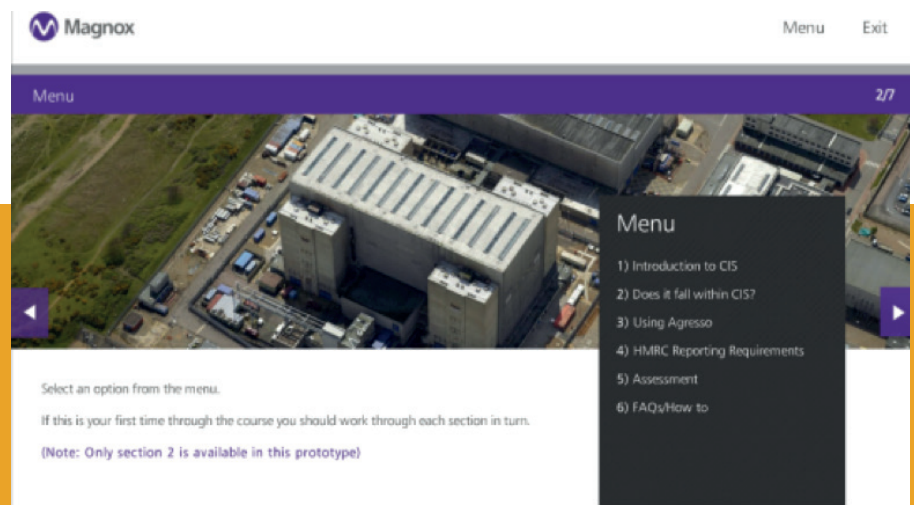 Magnox
Menu Exit
Menu 2/7
Menu
1) Introduction to CIS
2) Does it fall within CIS?
3) Using Agresso
4) HMRC Reporting Requirements
5) Assessment
6) FAQs/How to
Select an option from the menu.
If this is your first time through the course you should work through each section in turn.
(Note: Only section 2 is available in this prototype)